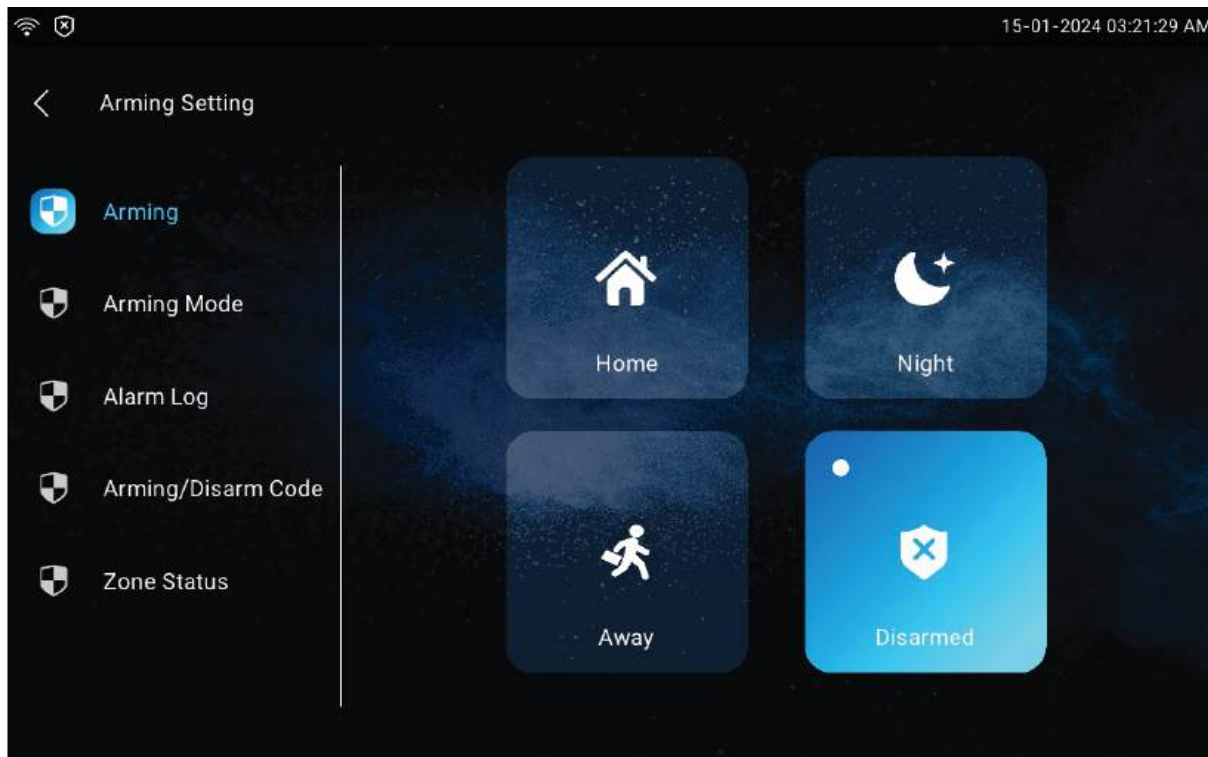 15-01-2024 03:21:29 AM
Arming Setting
Arming
Arming Mode
Alarm Log
Arming/Disarm Code
Zone Status
Home
Night
Away
Disarmed